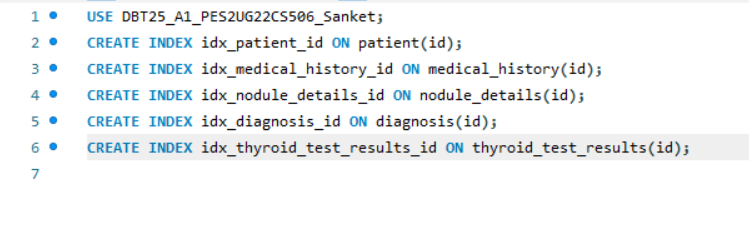 1 USE DBT25_A1_PES2UG22CS506_Sanket;
2 CREATE INDEX idx_patient_id ON patient(id);
3 CREATE INDEX idx_medical_history_id ON medical_history(id);
4 CREATE INDEX idx_nodule_details_id ON nodule_details(id);
5 CREATE INDEX idx_diagnosis_id ON diagnosis(id);
6 CREATE INDEX idx_thyroid_test_results_id ON thyroid_test_results(id);
7